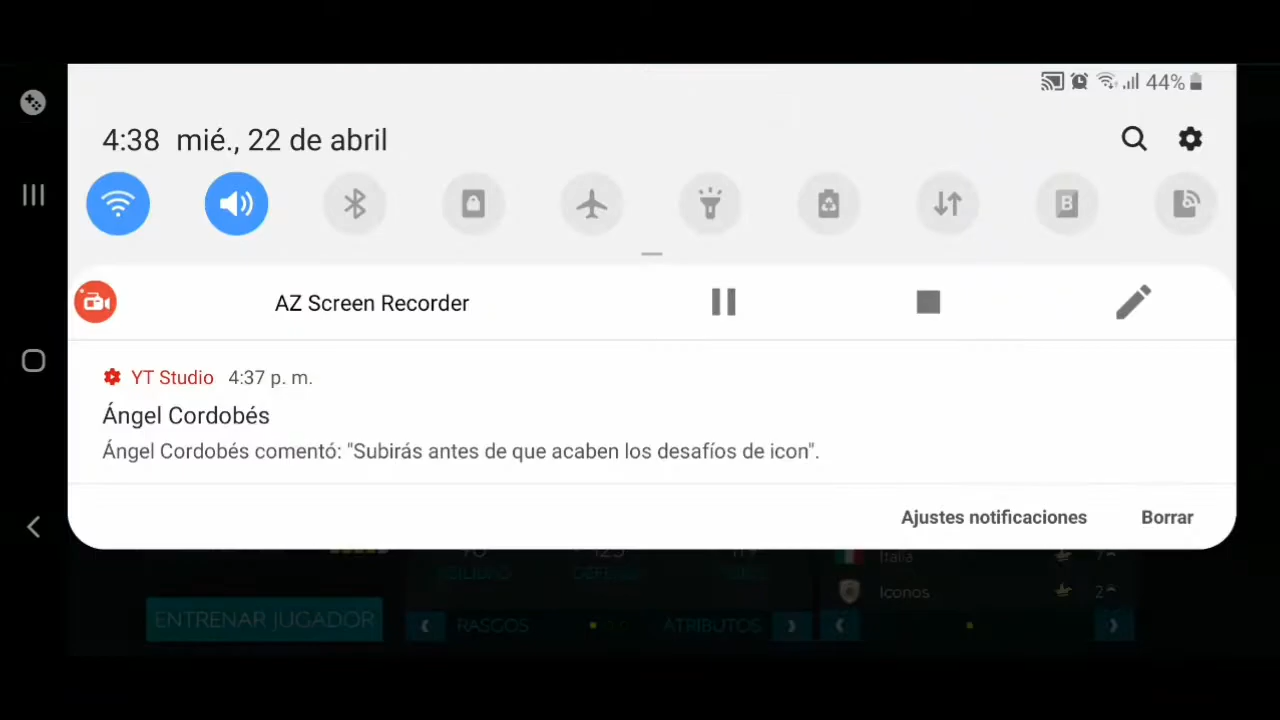 44%
4:38 mié., 22 de abril
AZ Screen Recorder
YT Studio 4:37 p. m.
Ángel Cordobés
Ángel Cordobés comentó: "Subirás antes de que acaben los desafíos de icon".
Ajustes notificaciones Borrar
Italia
Iconos 2
ENTRENAR JUGADOR
RASGOS ATRIBUTOS